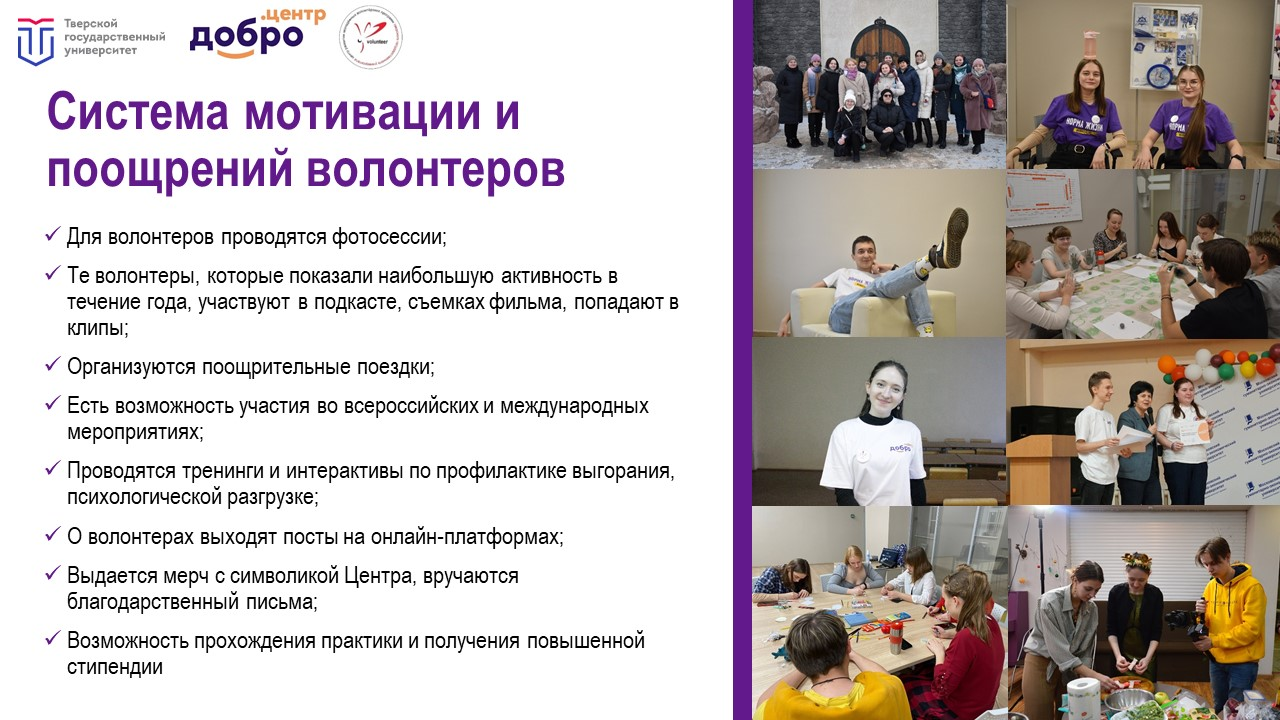 Тверской
государственный
университет
.центр
добро
volunteer
Система мотивации и
поощрений волонтеров
Для волонтеров проводятся фотосессии;
Те волонтеры, которые показали наибольшую активность в
течение года, участвуют в подкасте, съемках фильма, попадают в
клипы;
Организуются поощрительные поездки;
Есть возможность участия во всероссийских и международных
мероприятиях;
Проводятся тренинги и интерактивы по профилактике выгорания,
психологической разгрузке;
О волонтерах выходят посты на онлайн-платформах;
Выдается мерч с символикой Центра, вручаются
благодарственный письма;
Возможность прохождения практики и получения повышенной
стипендии
НОРМА ЖИЗНИ
НОРМА
добро